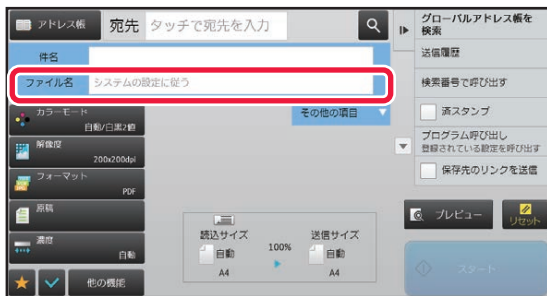 アドレス帳
宛先
タッチで宛先を入力
件名
ファイル名
システムの設定に従う
カラーモード
自動/白黒2値
解像度
200x200dpi
フォーマット
PDF
原稿
濃度
自動
他の機能
その他の項目
読込サイズ
自動
A4
100%
送信サイズ
自動
A4
グローバルアドレス帳を
検索
送信履歴
検索番号で呼び出す
済スタンプ
プログラム呼び出し
登録されている設定を呼び出す
保存先のリンクを送信
プレビュー
リセット
スタート